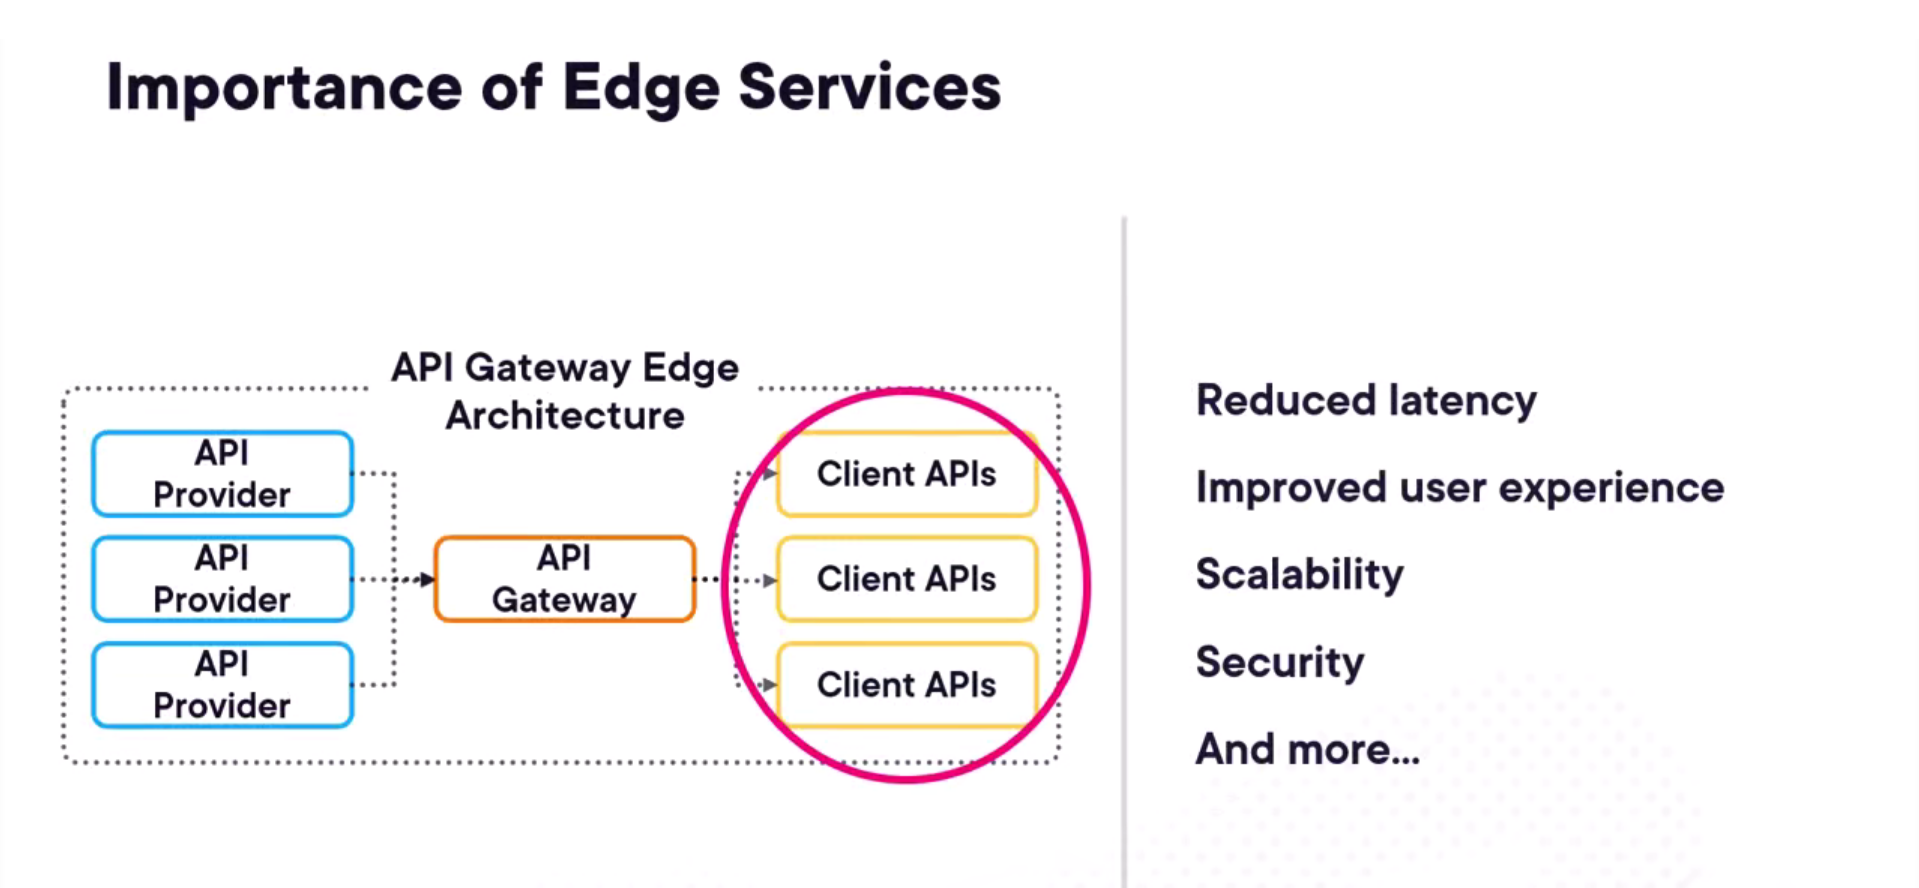 Importance of Edge Services
API Gateway Edge
Architecture
API
Provider
API
Provider
API
Provider
API
Gateway
Client APIs
Client APIs
Client APIs
Reduced latency
Improved user experience
Scalability
Security
And more...